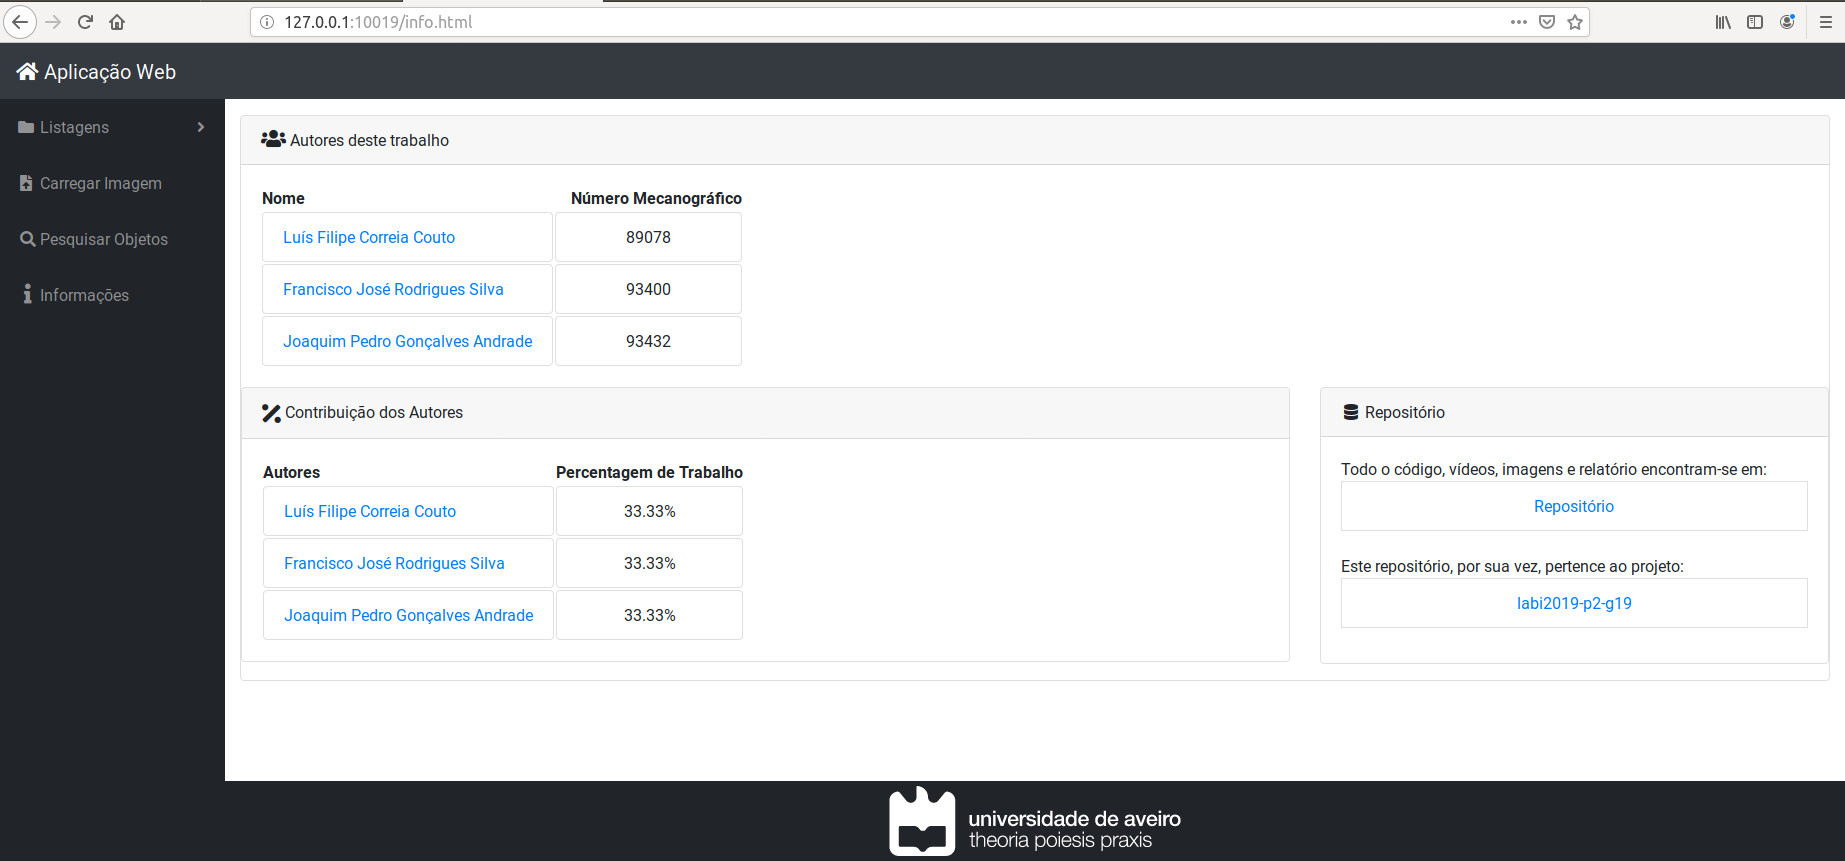 127.0.0.1:10019/info.html
Aplicação Web
Listagens
Carregar Imagem
Pesquisar Objetos
Informações
Autores deste trabalho
Nome Número Mecanográfico
Luís Filipe Correia Couto 89078
Francisco José Rodrigues Silva 93400
Joaquim Pedro Gonçalves Andrade 93432
Contribuição dos Autores
Autores Percentagem de Trabalho
Luís Filipe Correia Couto 33.33%
Francisco José Rodrigues Silva 33.33%
Joaquim Pedro Gonçalves Andrade 33.33%
Repositório
Todo o código, vídeos, imagens e relatório encontram-se em:
Repositório
Este repositório, por sua vez, pertence ao projeto:
labi2019-p2-g19
universidade de aveiro
theoria poiesis praxis